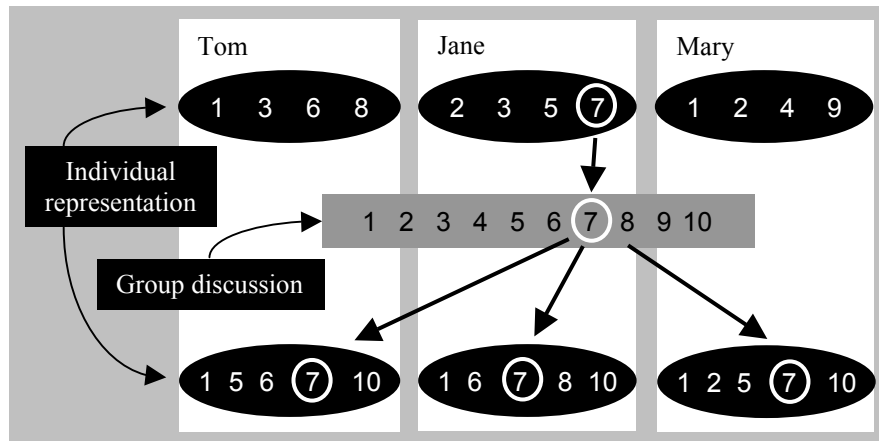 Tom Jane Mary
1 3 6 8 2 3 5 7 1 2 4 9
Individual
representation
1 2 3 4 5 6 7 8 9 10
Group discussion
1 5 6 7 10 1 6 7 8 10 1 2 5 7 10